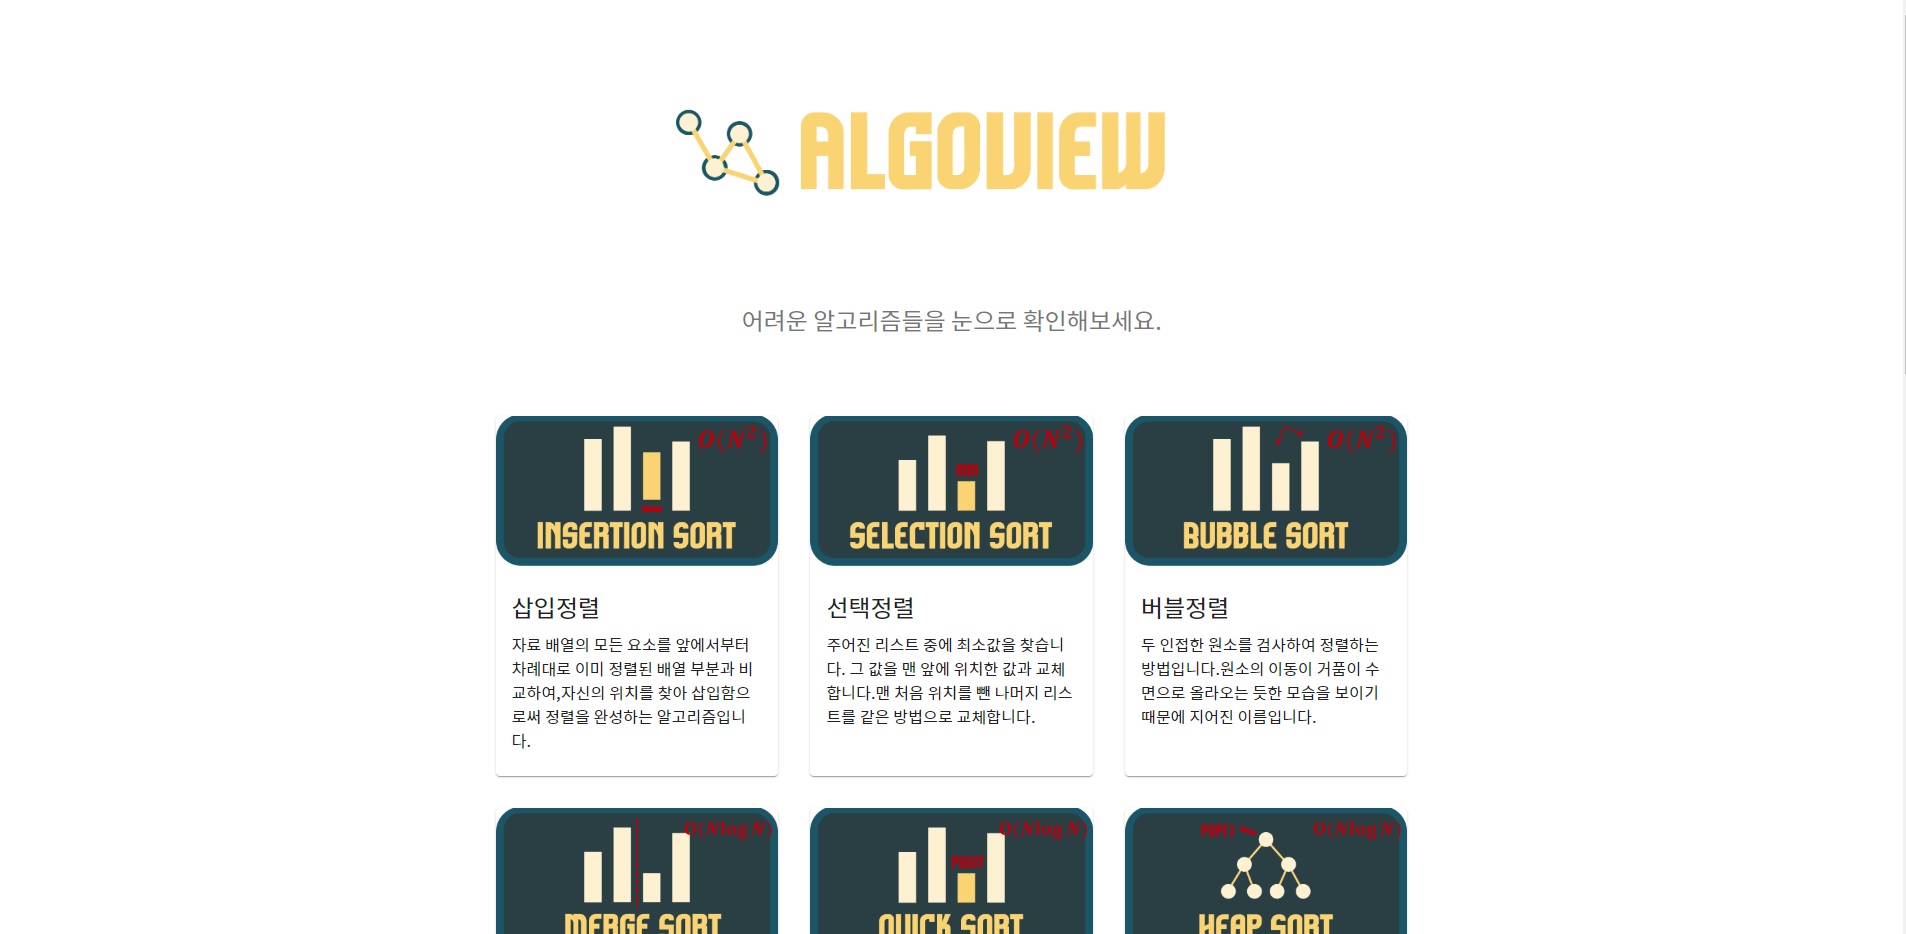 ALGOVIEW
어려운 알고리즘들을 눈으로 확인해보세요.
O(N²)
INSERTION SORT
삽입정렬
자료 배열의 모든 요소를 앞에서부터
차례대로 이미 정렬된 배열 부분과 비
교하여,자신의 위치를 찾아 삽입함으
로써 정렬을 완성하는 알고리즘입니
다.
O(N²)
MIN
SELECTION SORT
선택정렬
주어진 리스트 중에 최소값을 찾습니
다. 그 값을 맨 앞에 위치한 값과 교체
합니다.맨 처음 위치를 뺀 나머지 리스
트를 같은 방법으로 교체합니다.
O(N²)
BUBBLE SORT
버블정렬
두 인접한 원소를 검사하여 정렬하는
방법입니다.원소의 이동이 거품이 수
면으로 올라오는 듯한 모습을 보이기
때문에 지어진 이름입니다.
O(N log N)
MERGE SORT
O(N log N)
PIVOT
QUICK SORT
POP()
O(N log N)
HEAP SORT